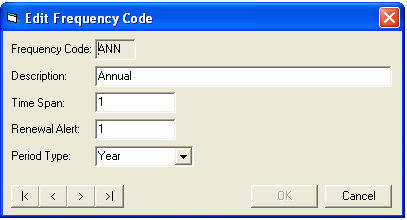 Edit Frequency Code
Frequency Code: ANN
Description: Annual
Time Span: 1
Renewal Alert: 1
Period Type: Year
OK Cancel